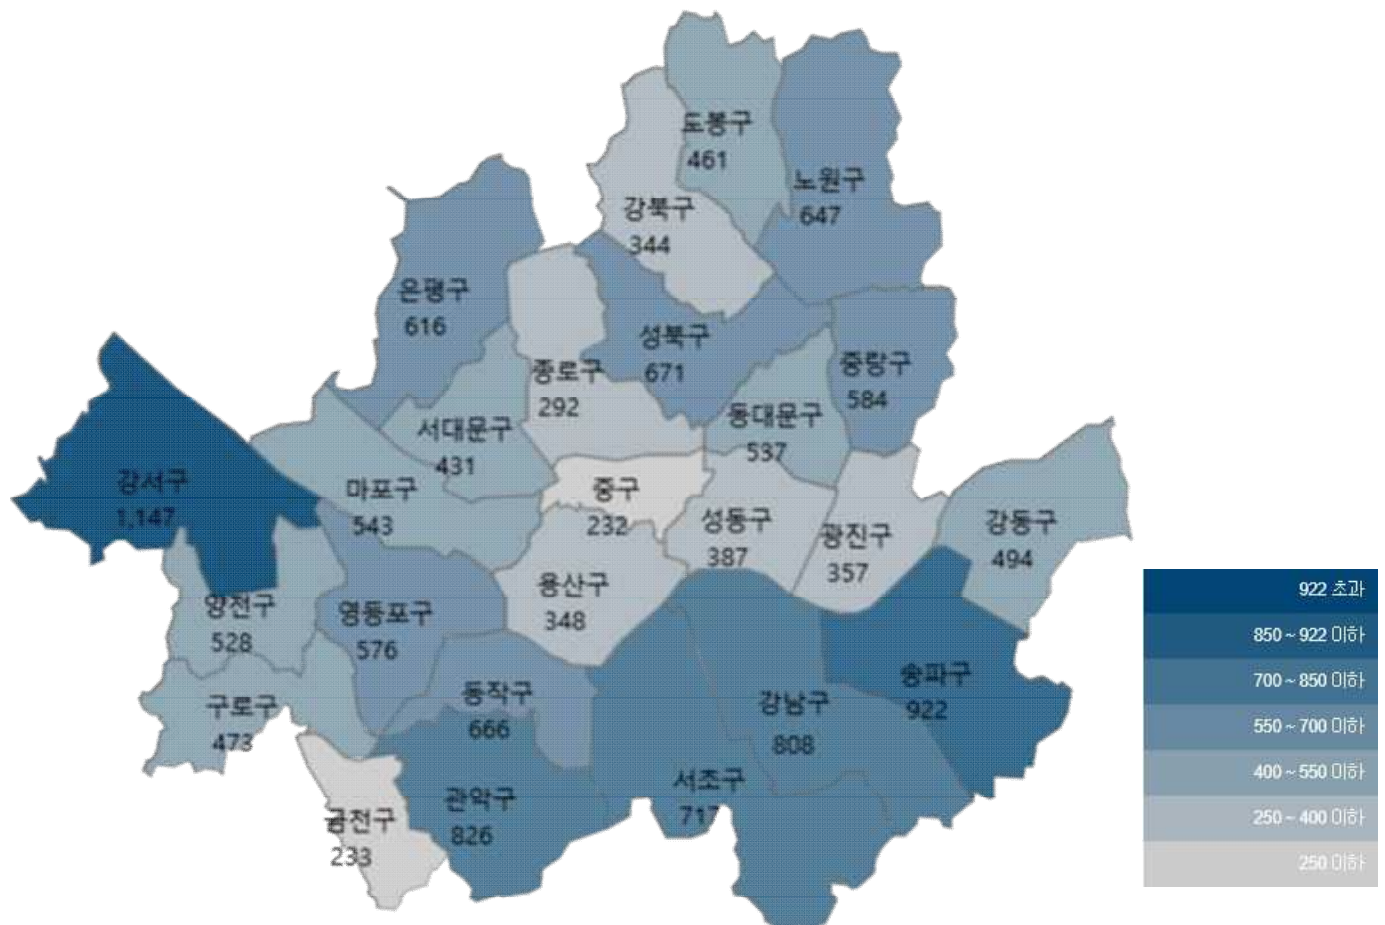 도봉구
461
노원구
647
강북구
344
은평구
616
성북구
671
종로구
292
중랑구
584
동대문구
537
서대문구
431
강서구
1,147
마포구
543
중구
232
성동구
387
광진구
357
강동구
494
양천구
528
영등포구
576
용산구
348
구로구
473
동작구
666
강남구
808
송파구
922
서초구
717
관악구
826
금천구
233
922 초과
850 ~ 922 이하
700 ~ 850 이하
550 ~ 700 이하
400 ~ 550 이하
250 ~ 400 이하
250 이하